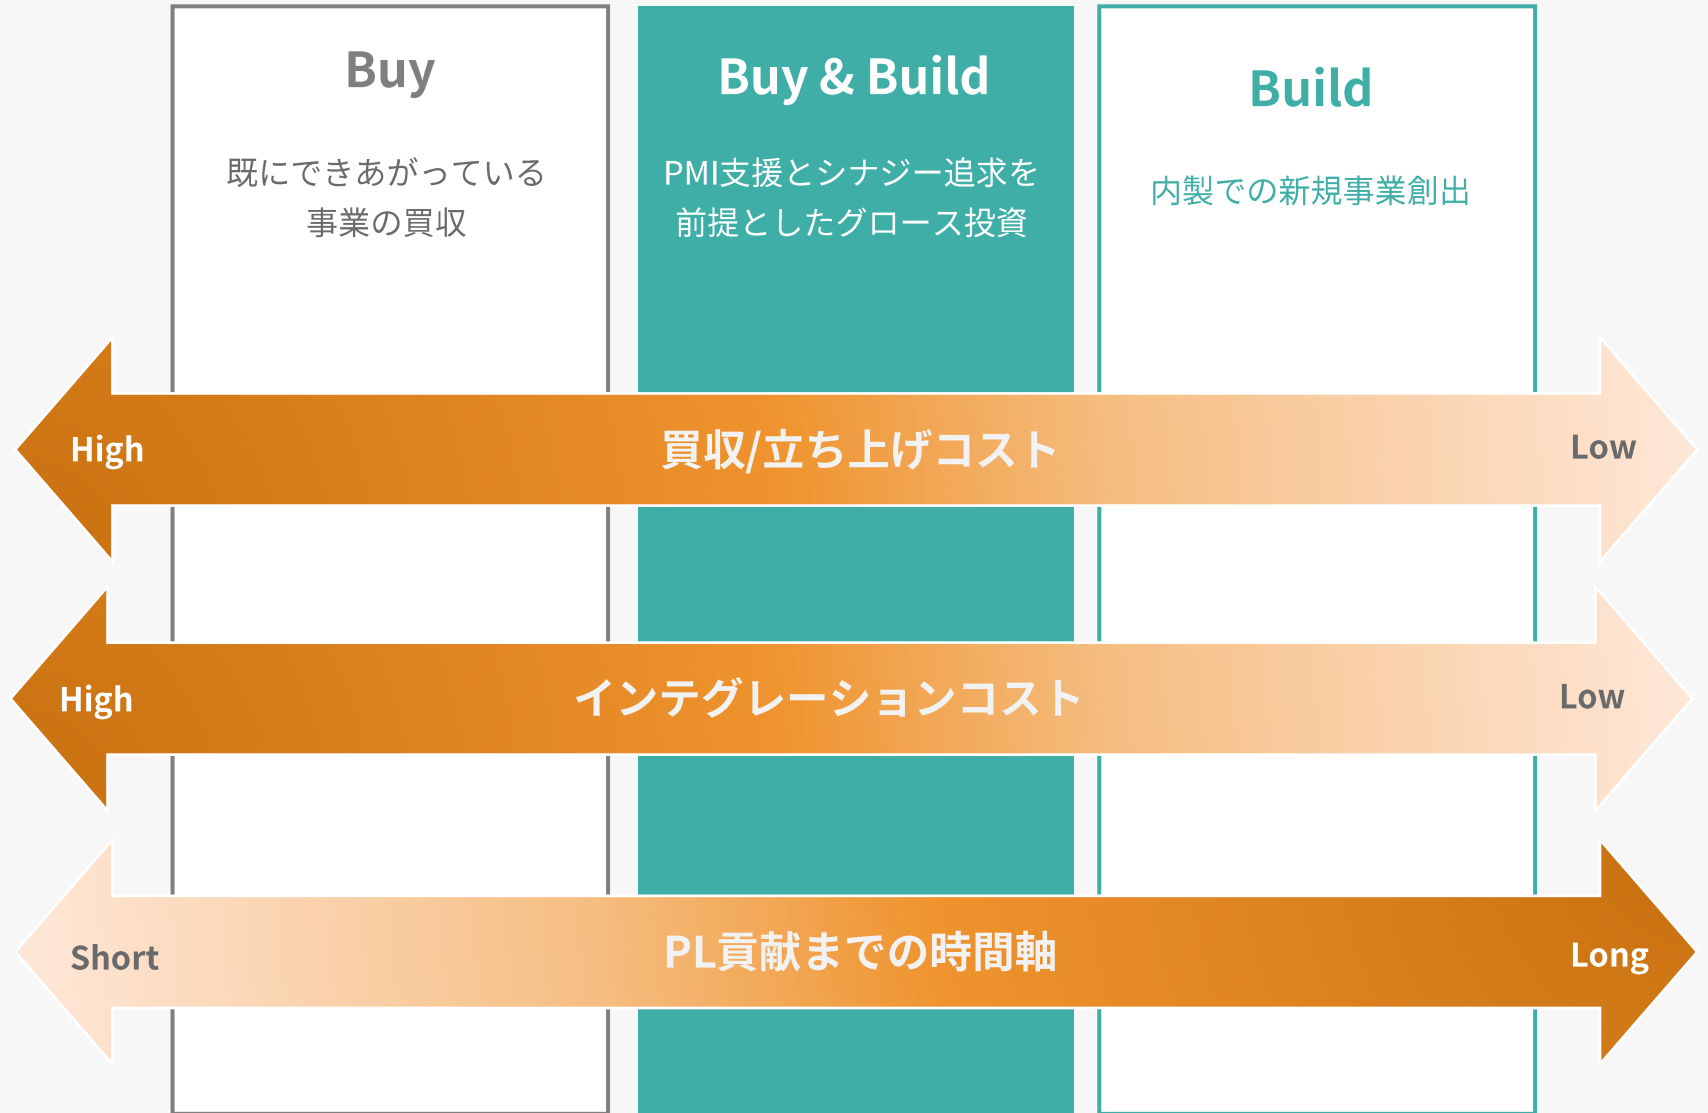 Buy
既にできあがっている
事業の買収
Buy & Build
PMI支援とシナジー追求を
前提としたグロース投資
Build
内製での新規事業創出
High
買収/立ち上げコスト
Low
High
インテグレーションコスト
Low
Short
PL貢献までの時間軸
Long